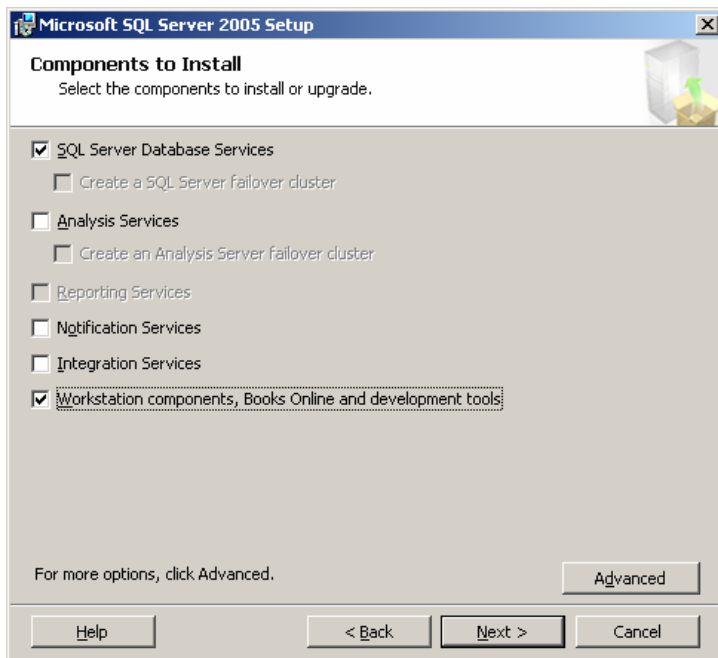 Microsoft SQL Server 2005 Setup
Components to Install
Select the components to install or upgrade.
SQL Server Database Services
Create a SQL Server failover cluster
Analysis Services
Create an Analysis Server failover cluster
Reporting Services
Notification Services
Integration Services
Workstation components, Books Online and development tools
For more options, click Advanced.
Advanced
Help
< Back
Next >
Cancel